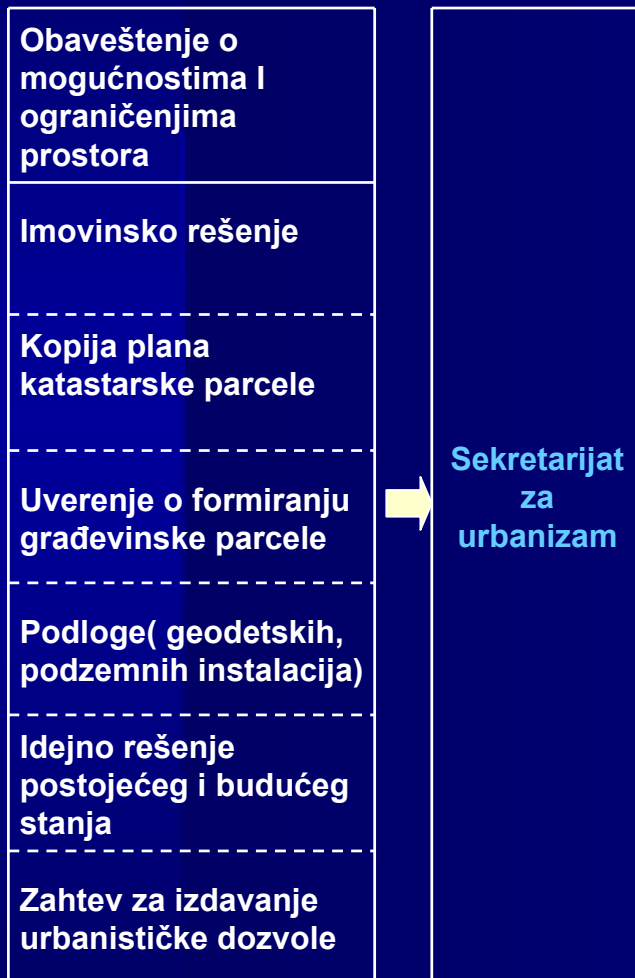 Obaveštenje o
mogućnostima I
ograničenjima
prostora
Imovinsko rešenje
Kopija plana
katastarske parcele
Uverenje o formiranju
građevinske parcele
Podloge( geodetskih,
podzemnih instalacija)
Idejno rešenje
postojećeg i budućeg
stanja
Zahtev za izdavanje
urbanističke dozvole
Sekretarijat
za
urbanizam